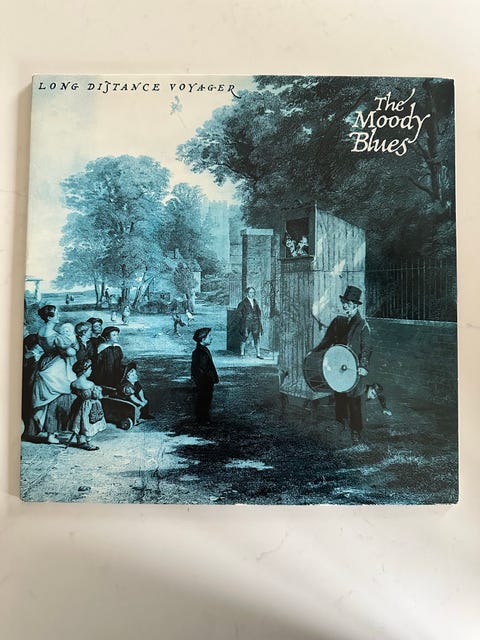 LONG DISTANCE VOYAGER
The
Moody
Blues